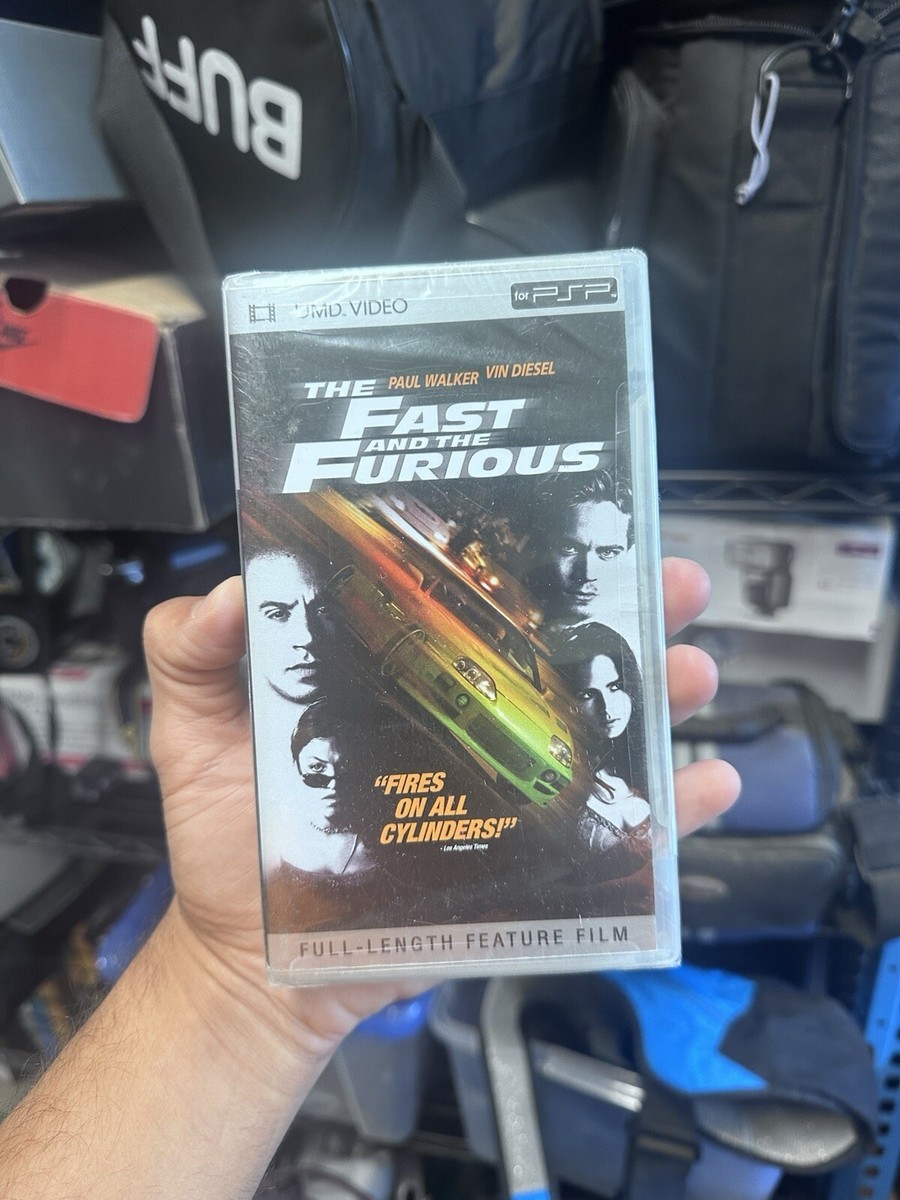 BUFF
UMD VIDEO
for PSP
PAUL WALKER VIN DIESEL
THE
FAST
AND THE
FURIOUS
"FIRES
ON ALL
CYLINDERS!"
- Los Angeles Times
FULL-LENGTH FEATURE FILM